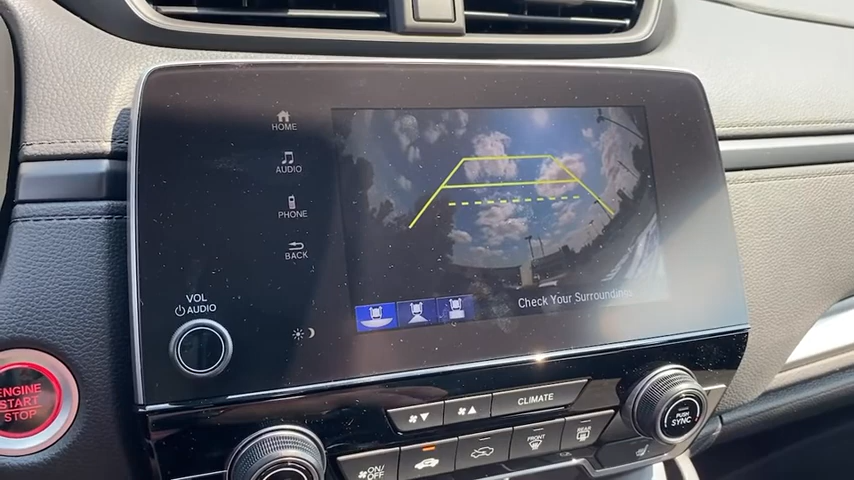 HOME
AUDIO
PHONE
BACK
VOL
AUDIO
Check Your Surroundings
ENGINE
START
STOP
CLIMATE
ON/
OFF
FRONT
REAR
PUSH
SYNC